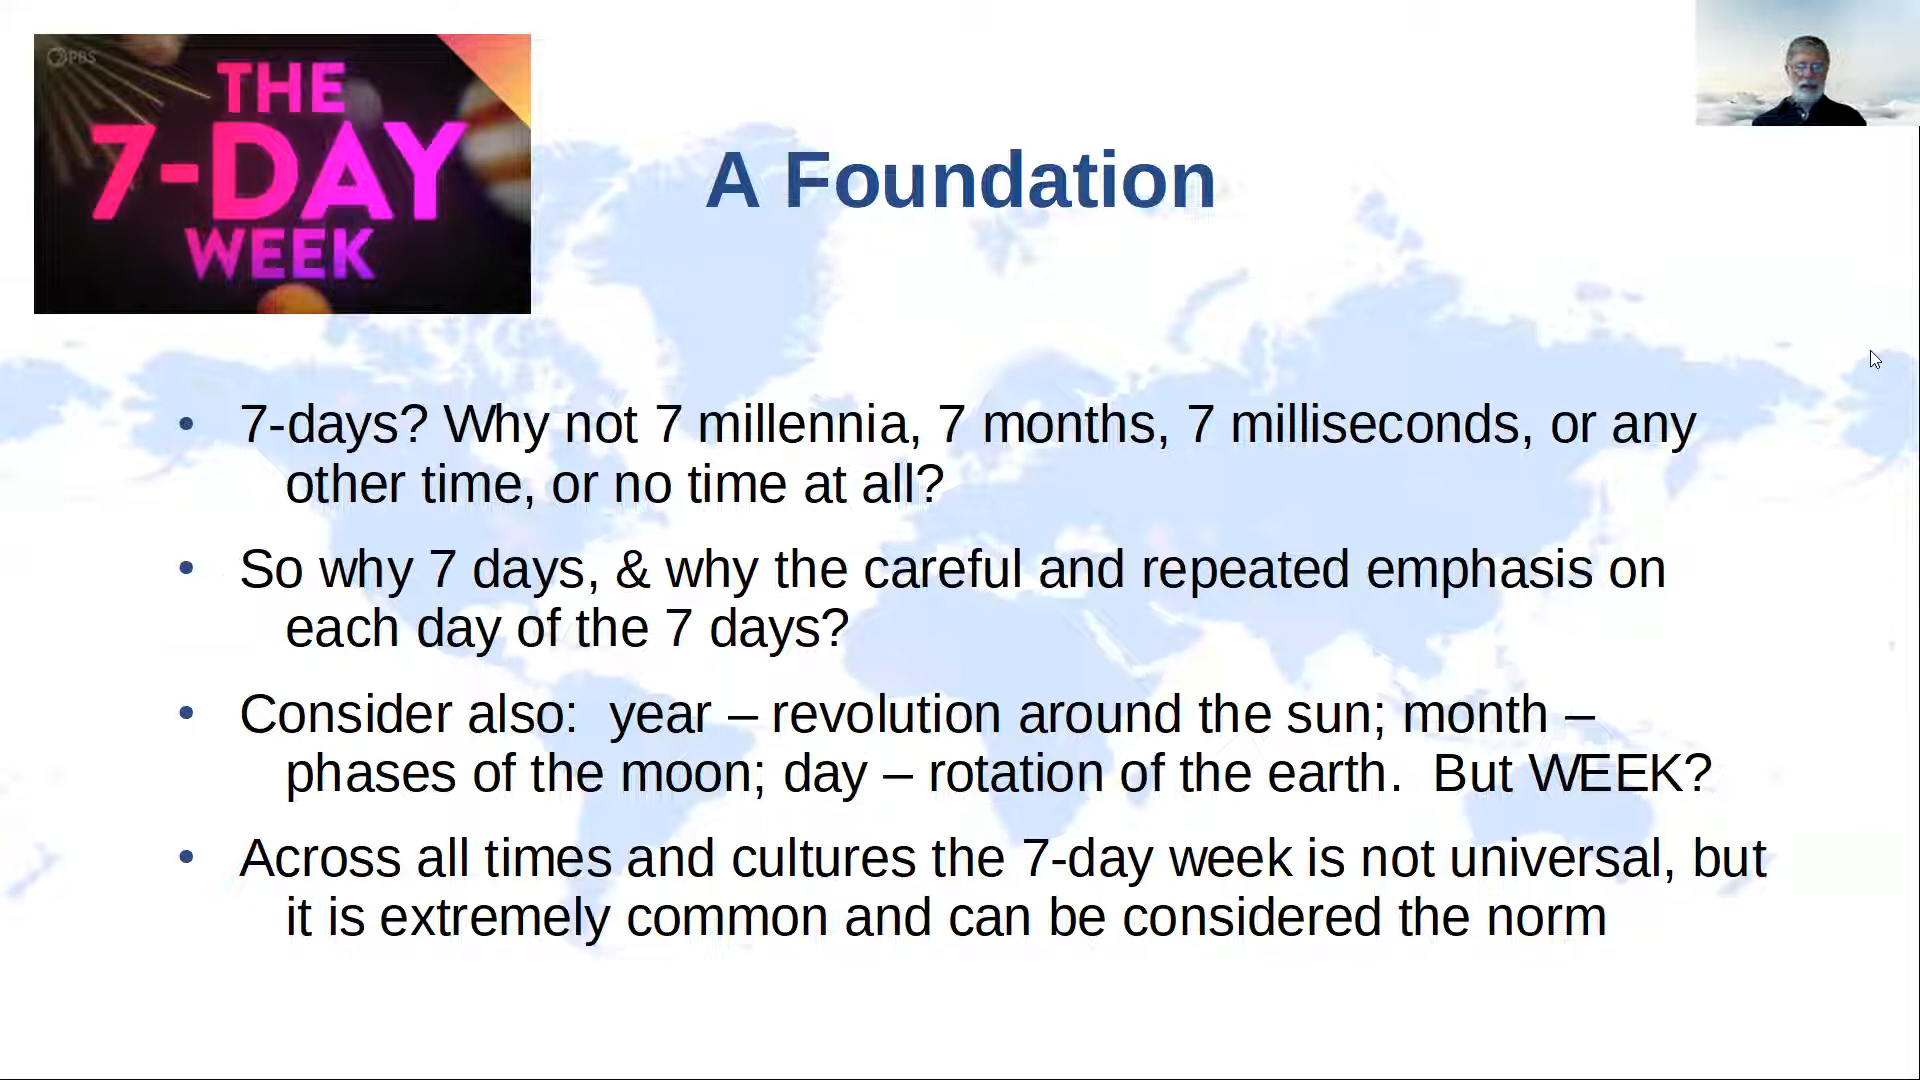 PBS
THE
7-DAY
WEEK
A Foundation
• 7-days? Why not 7 millennia, 7 months, 7 milliseconds, or any
other time, or no time at all?
• So why 7 days, & why the careful and repeated emphasis on
each day of the 7 days?
• Consider also:  year – revolution around the sun; month –
phases of the moon; day – rotation of the earth.  But WEEK?
• Across all times and cultures the 7-day week is not universal, but
it is extremely common and can be considered the norm